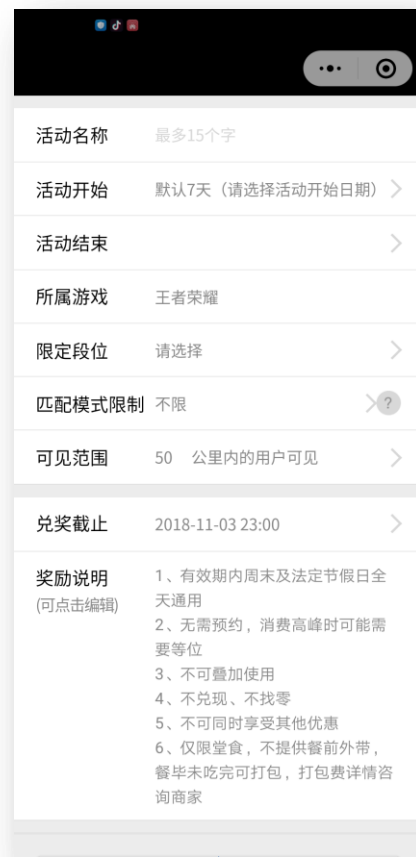 活动名称 最多15个字
活动开始 默认7天（请选择活动开始日期）
活动结束
所属游戏 王者荣耀
限定段位 请选择
匹配模式限制 不限 ?
可见范围 50 公里内的用户可见
兑奖截止 2018-11-03 23:00
奖励说明
(可点击编辑)
1、有效期内周末及法定节假日全
天通用
2、无需预约，消费高峰时可能需
要等位
3、不可叠加使用
4、不兑现、不找零
5、不可同时享受其他优惠
6、仅限堂食，不提供餐前外带，
餐毕未吃完可打包，打包费详情咨
询商家